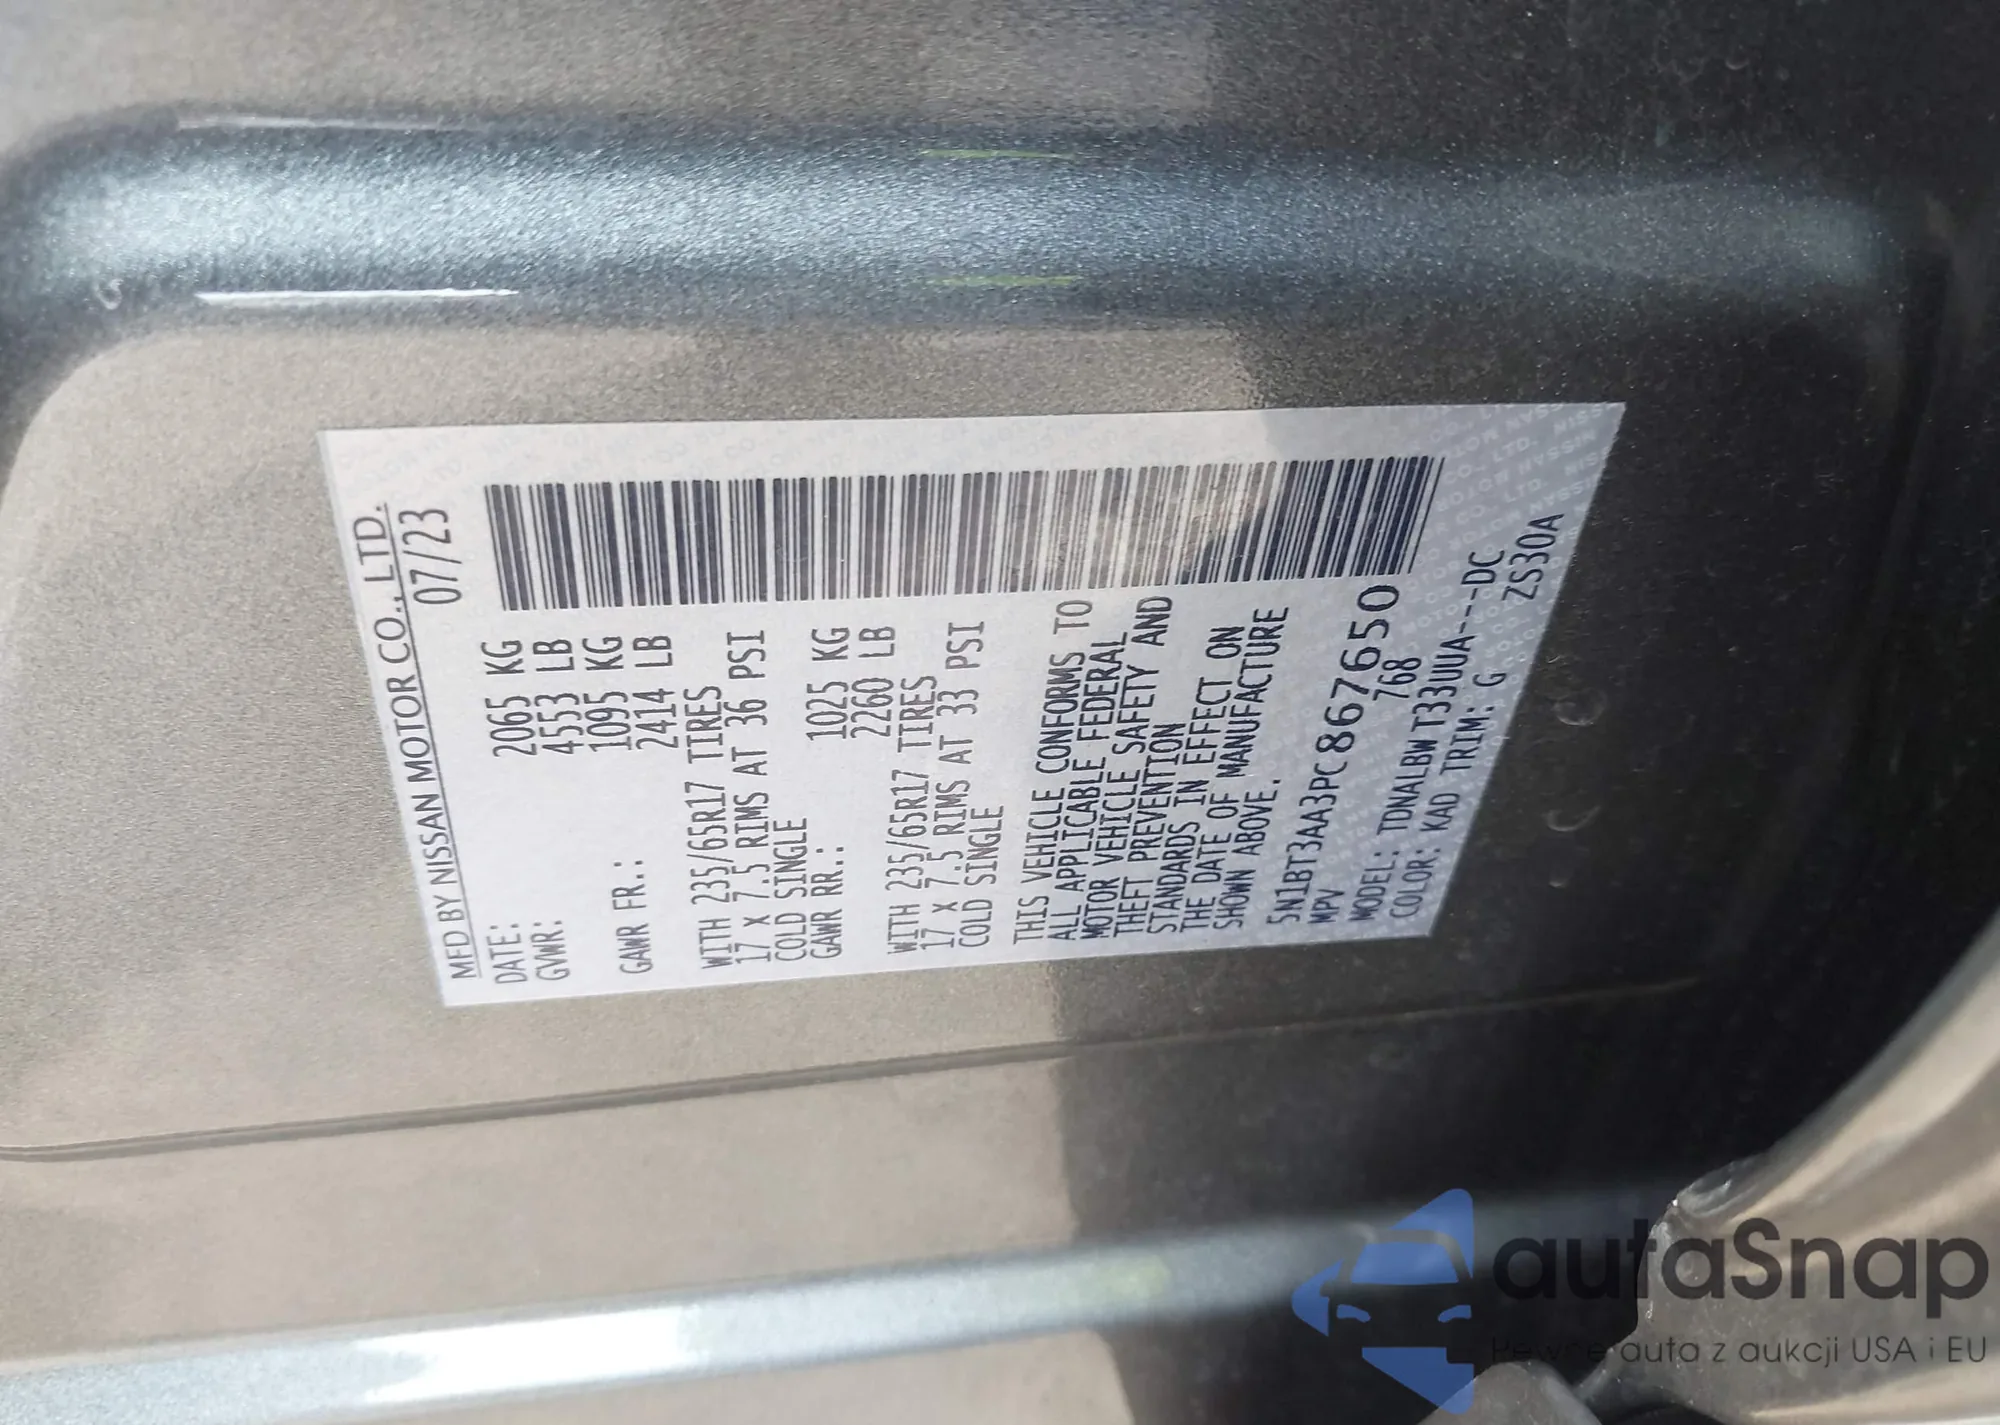 MFD BY NISSAN MOTOR CO., LTD.
DATE: 07/23
GVWR: 2065 KG
4553 LB
GAWR FR.: 1095 KG
2414 LB
WITH 235/65R17 TIRES
17 X 7.5 RIMS AT 36 PSI
COLD SINGLE
GAWR RR.: 1025 KG
2260 LB
WITH 235/65R17 TIRES
17 X 7.5 RIMS AT 33 PSI
COLD SINGLE
THIS VEHICLE CONFORMS TO
ALL APPLICABLE FEDERAL
MOTOR VEHICLE SAFETY AND
THEFT PREVENTION
STANDARDS IN EFFECT ON
THE DATE OF MANUFACTURE
SHOWN ABOVE.
5N1BT3AA3PC867650
MPV 768
MODEL: TDNALBW T33UUA---DC
COLOR: KAD TRIM: G ZS30A
autaSnap
Pewne auta z aukcji USA i EU